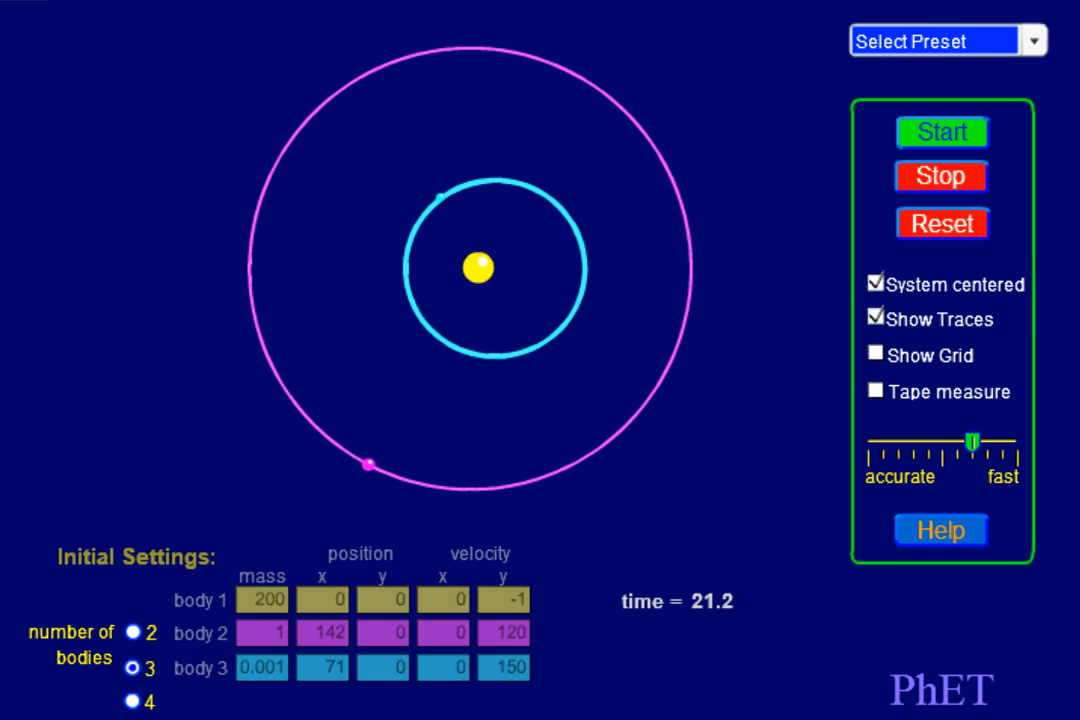 Select Preset
Start
Stop
Reset
System centered
Show Traces
Show Grid
Tape measure
accurate fast
Help
Initial Settings: position velocity
mass x y x y
body 1 200 0 0 0 -1
number of bodies
2 body 2 1 142 0 0 120
3 body 3 0.001 71 0 0 150
4
time = 21.2
PhET